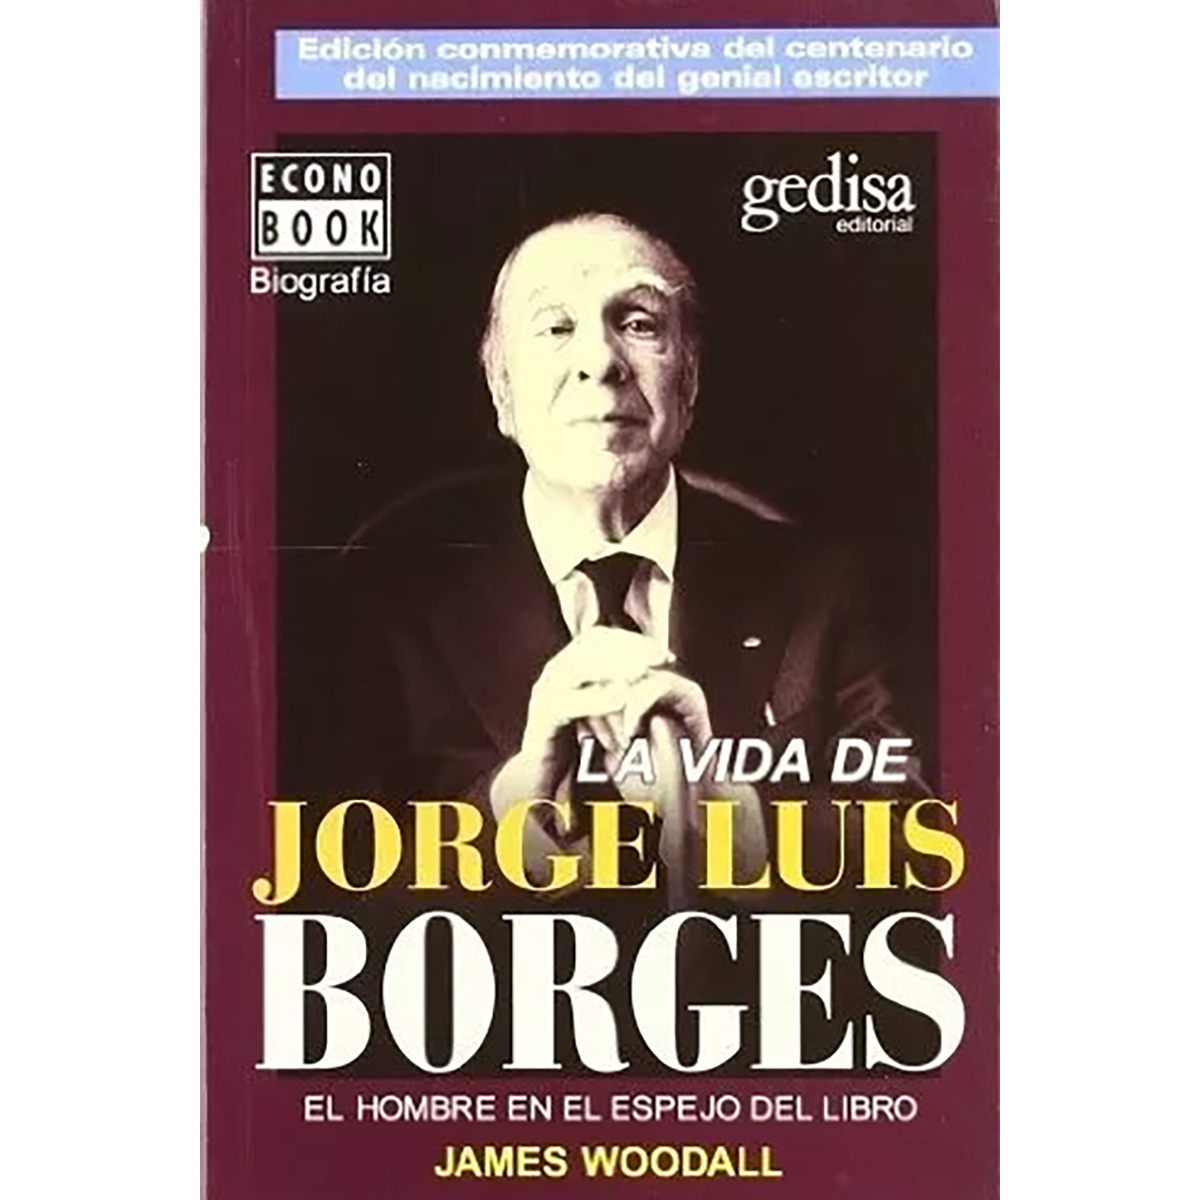 Edición conmemorativa del centenario
del nacimiento del genial escritor
ECONO
BOOK
Biografía
gedisa
editorial
LA VIDA DE
JORGE LUIS
BORGES
EL HOMBRE EN EL ESPEJO DEL LIBRO
JAMES WOODALL